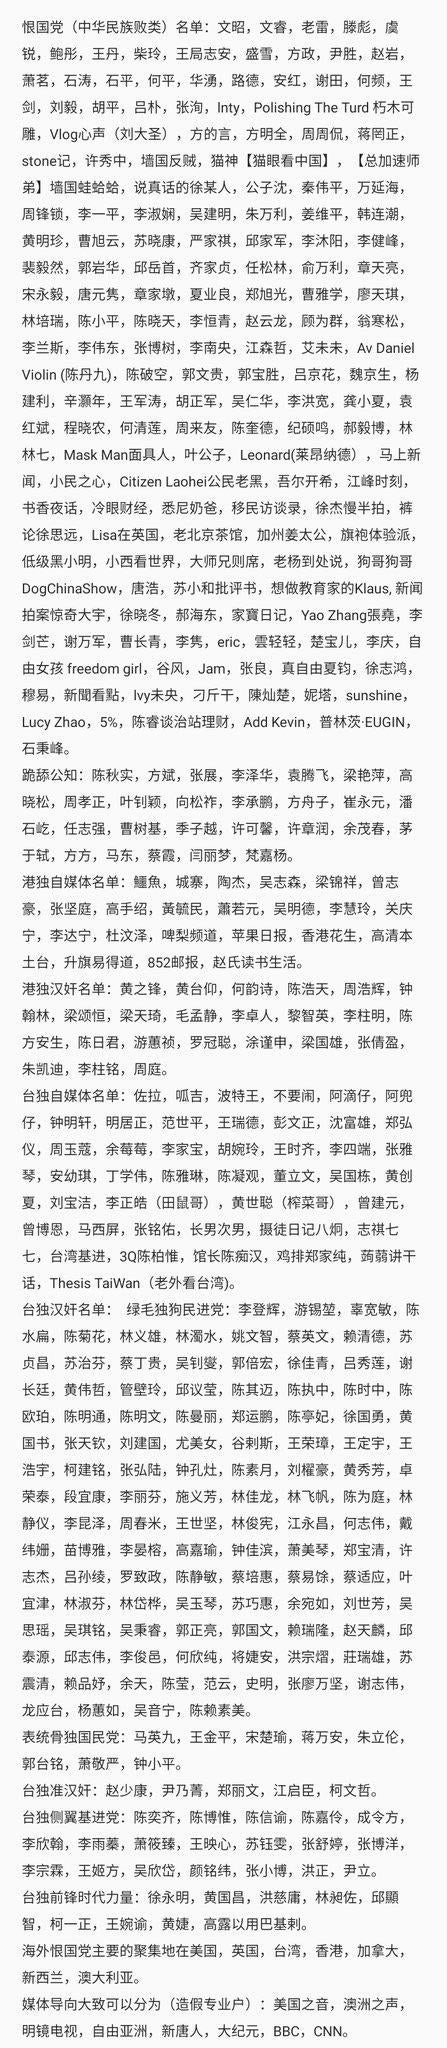 恨国党（中华民族败类）名单：文昭，文睿，老雷，滕彪，虞
锐，鲍彤，王丹，柴玲，王局志安，盛雪，方政，尹胜，赵岩，
萧茗，石涛，石平，何平，华湧，路德，安红，谢田，何频，王
剑，刘毅，胡平，吕朴，张洵，lnty，Polishing The Turd 朽木可
雕，Vlog心声（刘大圣），方的言，方明全，周周侃，蒋罔正，
stone记，许秀中，墙国反贼，猫神【猫眼看中国】，【总加速师
弟】墙国蛙蛤蛤，说真话的徐某人，公子沈，秦伟平，万延海，
周锋锁，李一平，李淑娴，吴建明，朱万利，姜维平，韩连潮，
黄明珍，曹旭云，苏晓康，严家祺，邱家军，李沐阳，李健峰，
裴毅然，郭岩华，邱岳首，齐家贞，任松林，俞万利，章天亮，
宋永毅，唐元隽，章家墩，夏业良，郑旭光，曹雅学，廖天琪，
林培瑞，陈小平，陈晓天，李恒青，赵云龙，顾为群，翁寒松，
李兰斯，李伟东，张博树，李南央，江森哲，艾未未，Av Daniel
Violin (陈丹九)，陈破空，郭文贵，郭宝胜，吕京花，魏京生，杨
建利，辛灏年，王军涛，胡正军，吴仁华，李洪宽，龚小夏，袁
红斌，程晓农，何清莲，周来友，陈奎德，纪硕鸣，郝毅博，林
林七，Mask Man面具人，叶公子，Leonard(莱昂纳德），马上新
闻，小民之心，Citizen Laohei公民老黑，吾尔开希，江峰时刻，
书香夜话，冷眼财经，悉尼奶爸，移民访谈录，徐杰慢半拍，裤
论徐思远，Lisa在英国，老北京茶馆，加州姜太公，旗袍体验派，
低级黑小明，小西看世界，大师兄则席，老杨到处说，狗哥狗哥
DogChinaShow，唐浩，苏小和批评书，想做教育家的Klaus, 新闻
拍案惊奇大宇，徐晓冬，郝海东，家寶日记，Yao Zhang張堯，李
剑芒，谢万军，曹长青，李隽，eric，雲轻轻，楚宝儿，李庆，自
由女孩 freedom girl，谷风，Jam，张良，真自由夏钧，徐志鸿，
穆易，新聞看點，lvy未央，刁斤干，陳灿楚，妮塔，sunshine，
Lucy Zhao，5%，陈睿谈治站理财，Add Kevin，普林茨·EUGIN，
石秉峰。
跪舔公知：陈秋实，方斌，张展，李泽华，袁腾飞，梁艳萍，高
晓松，周孝正，叶钊颖，向松祚，李承鹏，方舟子，崔永元，潘
石屹，任志强，曹树基，季子越，许可馨，许章润，余茂春，茅
于轼，方方，马东，蔡霞，闫丽梦，梵嘉杨。
港独自媒体名单：鱷魚，城寨，陶杰，吴志森，梁锦祥，曾志
豪，张坚庭，高手绍，黃毓民，蕭若元，吴明德，李慧玲，关庆
宁，李达宁，杜汶泽，啤梨频道，苹果日报，香港花生，高清本
土台，升旗易得道，852邮报，赵氏读书生活。
港独汉奸名单：黄之锋，黄台仰，何韵诗，陈浩天，周浩辉，钟
翰林，梁颂恒，梁天琦，毛孟静，李卓人，黎智英，李柱明，陈
方安生，陈日君，游蕙祯，罗冠聪，涂谨申，梁国雄，张倩盈，
朱凯迪，李柱铭，周庭。
台独自媒体名单：佐拉，呱吉，波特王，不要闹，阿滴仔，阿兜
仔，钟明轩，明居正，范世平，王瑞德，彭文正，沈富雄，郑弘
仪，周玉蔻，余莓莓，李家宝，胡婉玲，王时齐，李四端，张雅
琴，安幼琪，丁学伟，陈雅琳，陈凝观，董立文，吴国栋，黄创
夏，刘宝洁，李正皓（田鼠哥），黄世聪（榨菜哥），曾建元，
曾博恩，马西屏，张铭佑，长男次男，摄徒日记八炯，志祺七
七，台湾基进，3Q陈柏惟，馆长陈痴汉，鸡排郑家纯，蒟蒻讲干
话，Thesis TaiWan（老外看台湾)。
台独汉奸名单： 绿毛独狗民进党：李登辉，游锡堃，辜宽敏，陈
水扁，陈菊花，林义雄，林濁水，姚文智，蔡英文，赖清德，苏
贞昌，苏治芬，蔡丁贵，吴钊燮，郭倍宏，徐佳青，吕秀莲，谢
长廷，黄伟哲，管壁玲，邱议莹，陈其迈，陈执中，陈时中，陈
欧珀，陈明通，陈明文，陈曼丽，郑运鹏，陈亭妃，徐国勇，黄
国书，张天钦，刘建国，尤美女，谷剌斯，王荣璋，王定宇，王
浩宇，柯建铭，张弘陆，钟孔炤，陈素月，刘櫂豪，黄秀芳，卓
荣泰，段宜康，李丽芬，施义芳，林佳龙，林飞帆，陈为庭，林
静仪，李昆泽，周春米，王世坚，林俊宪，江永昌，何志伟，戴
纬姗，苗博雅，李晏榕，高嘉瑜，钟佳滨，萧美琴，郑宝清，许
志杰，吕孙绫，罗致政，陈静敏，蔡培惠，蔡易馀，蔡适应，叶
宜津，林淑芬，林岱桦，吴玉琴，苏巧惠，余宛如，刘世芳，吴
思瑶，吴琪铭，吴秉睿，郭正亮，郭国文，赖瑞隆，赵天麟，邱
泰源，邱志伟，李俊邑，何欣纯，将婕安，洪宗熠，莊瑞雄，苏
震清，赖品妤，余天，陈莹，范云，史明，张廖万坚，谢志伟，
龙应台，杨蕙如，吴音宁，陈赖素美。
表统骨独国民党：马英九，王金平，宋楚瑜，蒋万安，朱立伦，
郭台铭，萧敬严，钟小平。
台独准汉奸：赵少康，尹乃菁，郑丽文，江启臣，柯文哲。
台独侧翼基进党：陈奕齐，陈博惟，陈信谕，陈嘉伶，成令方，
李欣翰，李雨蓁，萧筱臻，王映心，苏钰雯，张舒婷，张博洋，
李宗霖，王姬方，吴欣岱，颜铭纬，张小博，洪正，尹立。
台独前锋时代力量：徐永明，黄国昌，洪慈庸，林昶佐，邱顯
智，柯一正，王婉谕，黄婕，高露以用巴基刺。
海外恨国党主要的聚集地在美国，英国，台湾，香港，加拿大，
新西兰，澳大利亚。
媒体导向大致可以分为（造假专业户）：美国之音，澳洲之声，
明镜电视，自由亚洲，新唐人，大纪元，BBC，CNN。